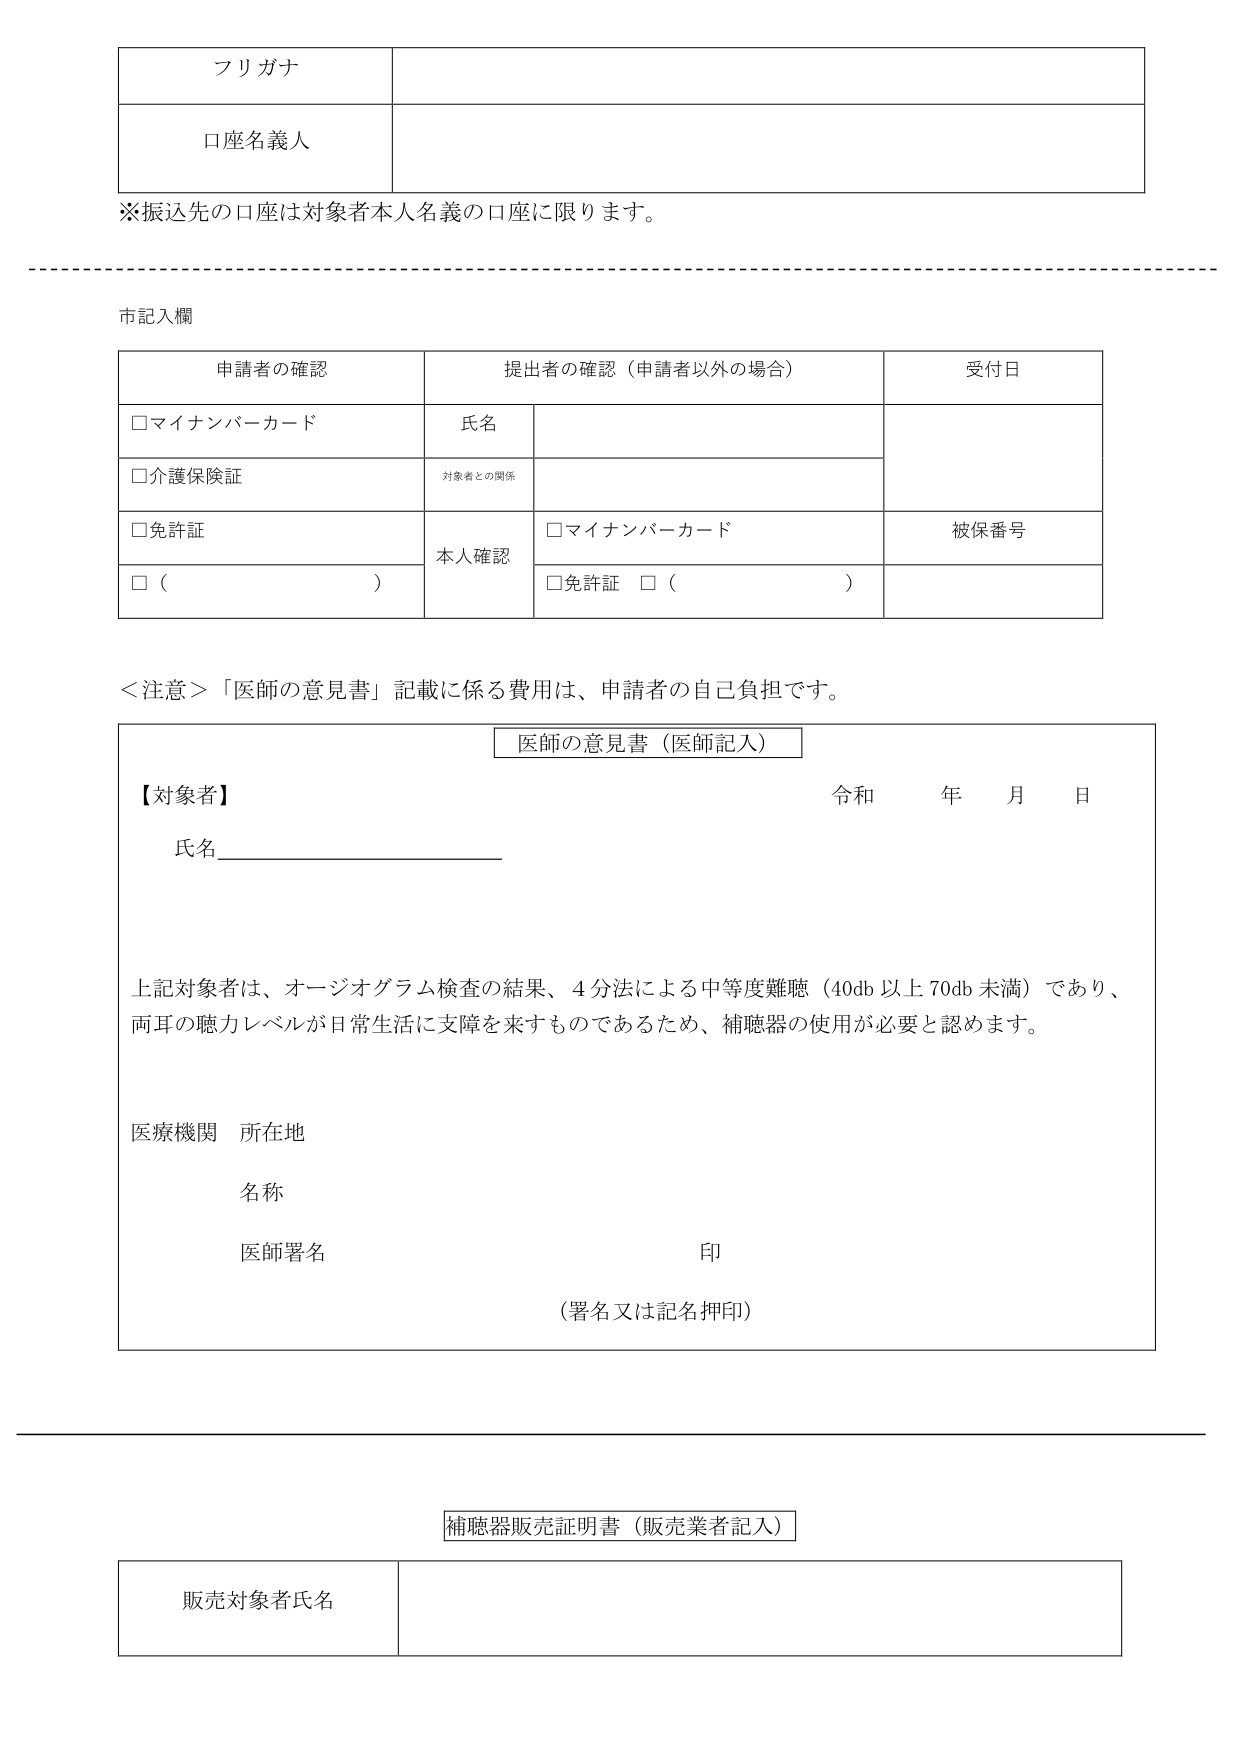 フリガナ
口座名義人
※振込先の口座は対象者本人名義の口座に限ります。
市記入欄
申請者の確認 提出者の確認（申請者以外の場合） 受付日
□マイナンバーカード 氏名
□介護保険証 対象者との関係
□免許証 本人確認 □マイナンバーカード 被保番号
□（　　　　　　　　　　） □免許証　□（　　　　　　　　）
＜注意＞「医師の意見書」記載に係る費用は、申請者の自己負担です。
医師の意見書（医師記入）
【対象者】 令和　　　年　　月　　日
氏名
上記対象者は、オージオグラム検査の結果、４分法による中等度難聴（40db 以上 70db 未満）であり、
両耳の聴力レベルが日常生活に支障を来すものであるため、補聴器の使用が必要と認めます。
医療機関　所在地
名称
医師署名 印
（署名又は記名押印）
補聴器販売証明書（販売業者記入）
販売対象者氏名